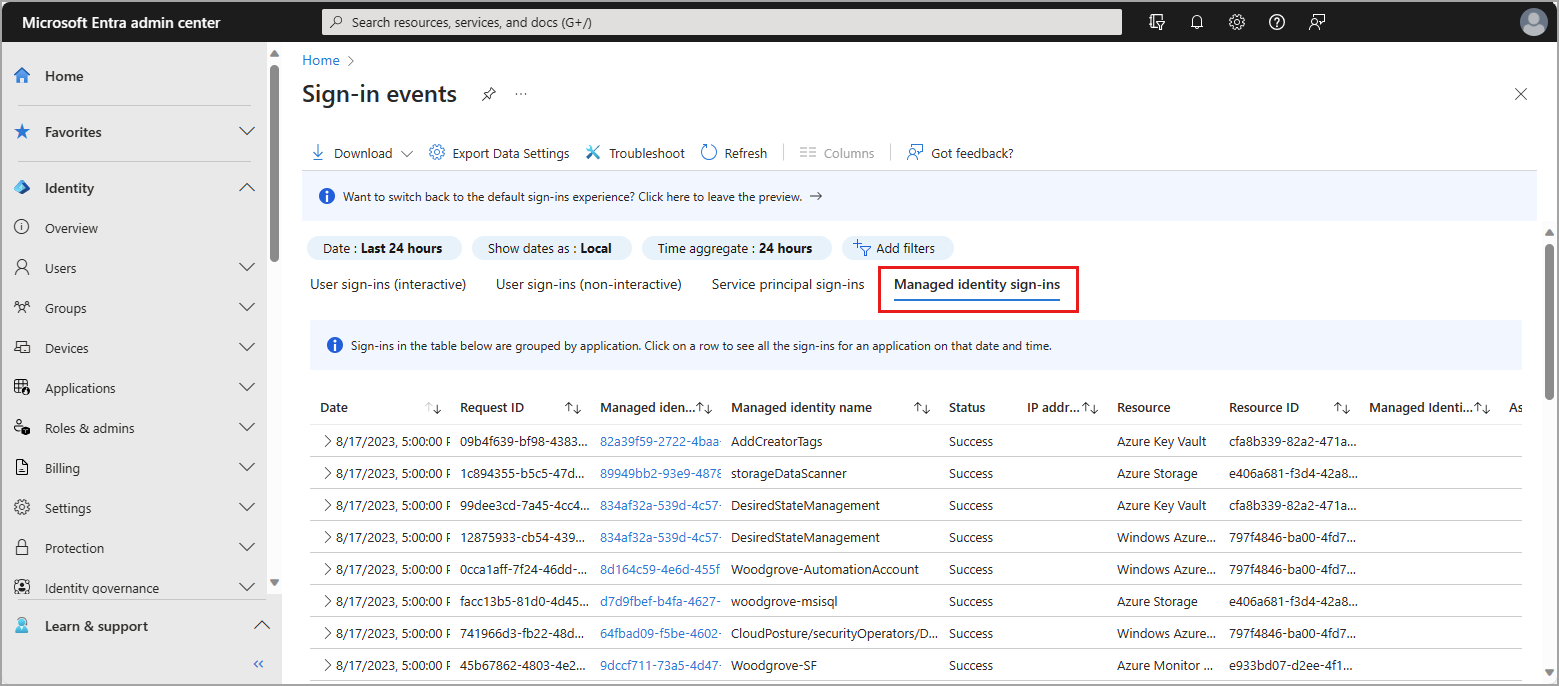 Microsoft Entra admin center
Search resources, services, and docs (G+/)
Home
Favorites
Identity
Overview
Users
Groups
Devices
Applications
Roles & admins
Billing
Settings
Protection
Identity governance
Learn & support
Home
Sign-in events
Download
Export Data Settings
Troubleshoot
Refresh
Columns
Got feedback?
Want to switch back to the default sign-ins experience? Click here to leave the preview. →
Date : Last 24 hours
Show dates as : Local
Time aggregate : 24 hours
Add filters
User sign-ins (interactive)
User sign-ins (non-interactive)
Service principal sign-ins
Managed identity sign-ins
Sign-ins in the table below are grouped by application. Click on a row to see all the sign-ins for an application on that date and time.
Date Request ID Managed iden... Managed identity name Status IP addr... Resource Resource ID Managed Identi... As
8/17/2023, 5:00:00 P 09b4f639-bf98-4383... 82a39f59-2722-4baa- AddCreatorTags Success Azure Key Vault cfa8b339-82a2-471a...
8/17/2023, 5:00:00 P 1c894355-b5c5-47d... 89949bb2-93e9-4878 storageDataScanner Success Azure Storage e406a681-f3d4-42a8...
8/17/2023, 5:00:00 P 99dee3cd-7a45-4cc4... 834af32a-539d-4c57- DesiredStateManagement Success Azure Key Vault cfa8b339-82a2-471a...
8/17/2023, 5:00:00 P 12875933-cb54-439... 834af32a-539d-4c57- DesiredStateManagement Success Windows Azure... 797f4846-ba00-4fd7...
8/17/2023, 5:00:00 P 0cca1aff-7f24-46dd-... 8d164c59-4e6d-455f Woodgrove-AutomationAccount Success Windows Azure... 797f4846-ba00-4fd7...
8/17/2023, 5:00:00 P facc13b5-81d0-4d45... d7d9fbef-b4fa-4627- woodgrove-msisql Success Azure Storage e406a681-f3d4-42a8...
8/17/2023, 5:00:00 P 741966d3-fb22-48d... 64fbad09-f5be-4602- CloudPosture/securityOperators/D... Success Windows Azure... 797f4846-ba00-4fd7...
8/17/2023, 5:00:00 P 45b67862-4803-4e2... 9dccf711-73a5-4d47- Woodgrove-SF Success Azure Monitor ... e933bd07-d2ee-4f1...